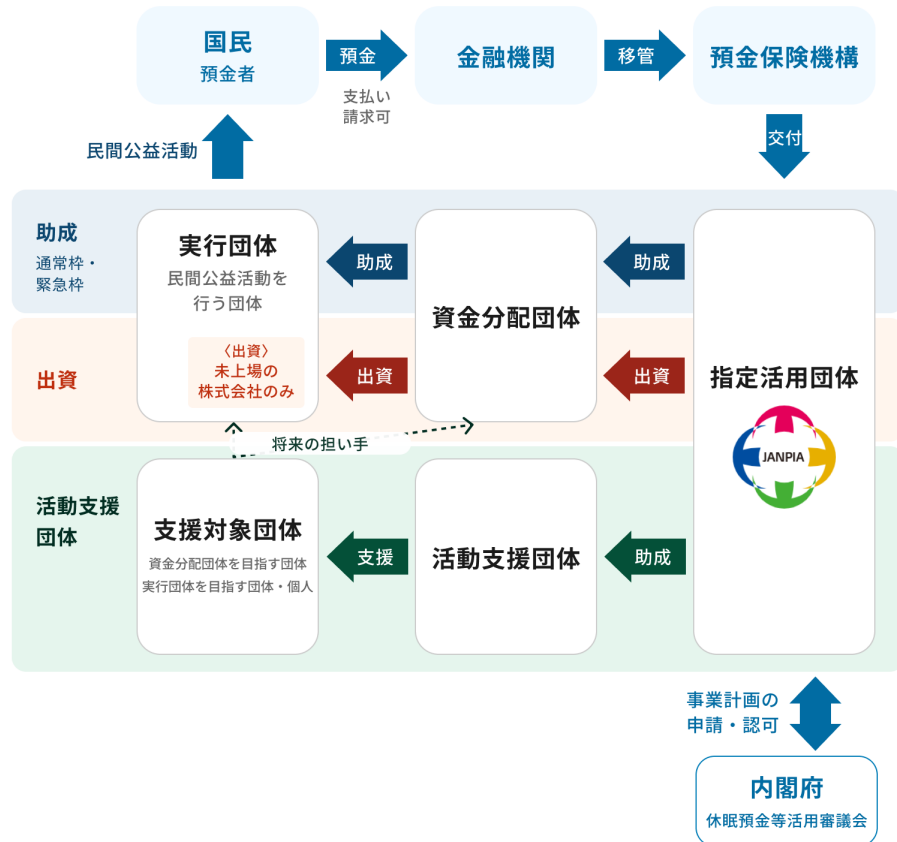 国民
預金者
預金
支払い
請求可
金融機関
移管
預金保険機構
交付
民間公益活動
助成
通常枠・
緊急枠
実行団体
民間公益活動を
行う団体
助成
資金分配団体
助成
出資
〈出資〉
未上場の
株式会社のみ
出資
出資
指定活用団体
JANPIA
将来の担い手
活動支援
団体
支援対象団体
資金分配団体を目指す団体
実行団体を目指す団体・個人
支援
活動支援団体
助成
事業計画の
申請・認可
内閣府
休眠預金等活用審議会